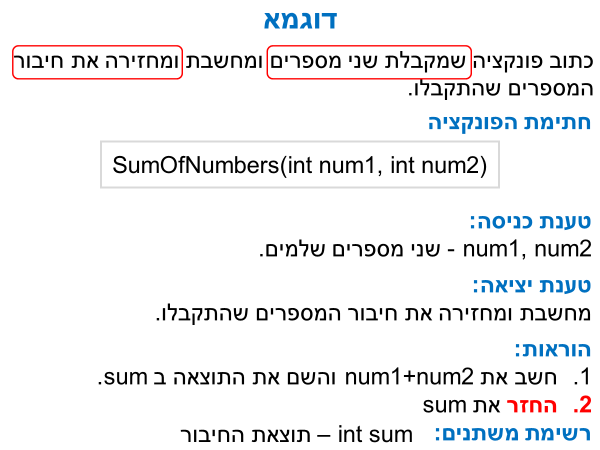 דוגמא
כתוב פונקציה שמקבלת שני מספרים ומחשבת ומחזירה את חיבור
המספרים שהתקבלו.
חתימת הפונקציה
SumOfNumbers(int num1, int num2)
טענת כניסה:
num1, num2 - שני מספרים שלמים.
טענת יציאה:
מחשבת ומחזירה את חיבור המספרים שהתקבלו.
הוראות:
1. חשב את num1+num2 והשם את התוצאה ב sum.
2. החזר את sum
רשימת משתנים: int sum – תוצאת החיבור